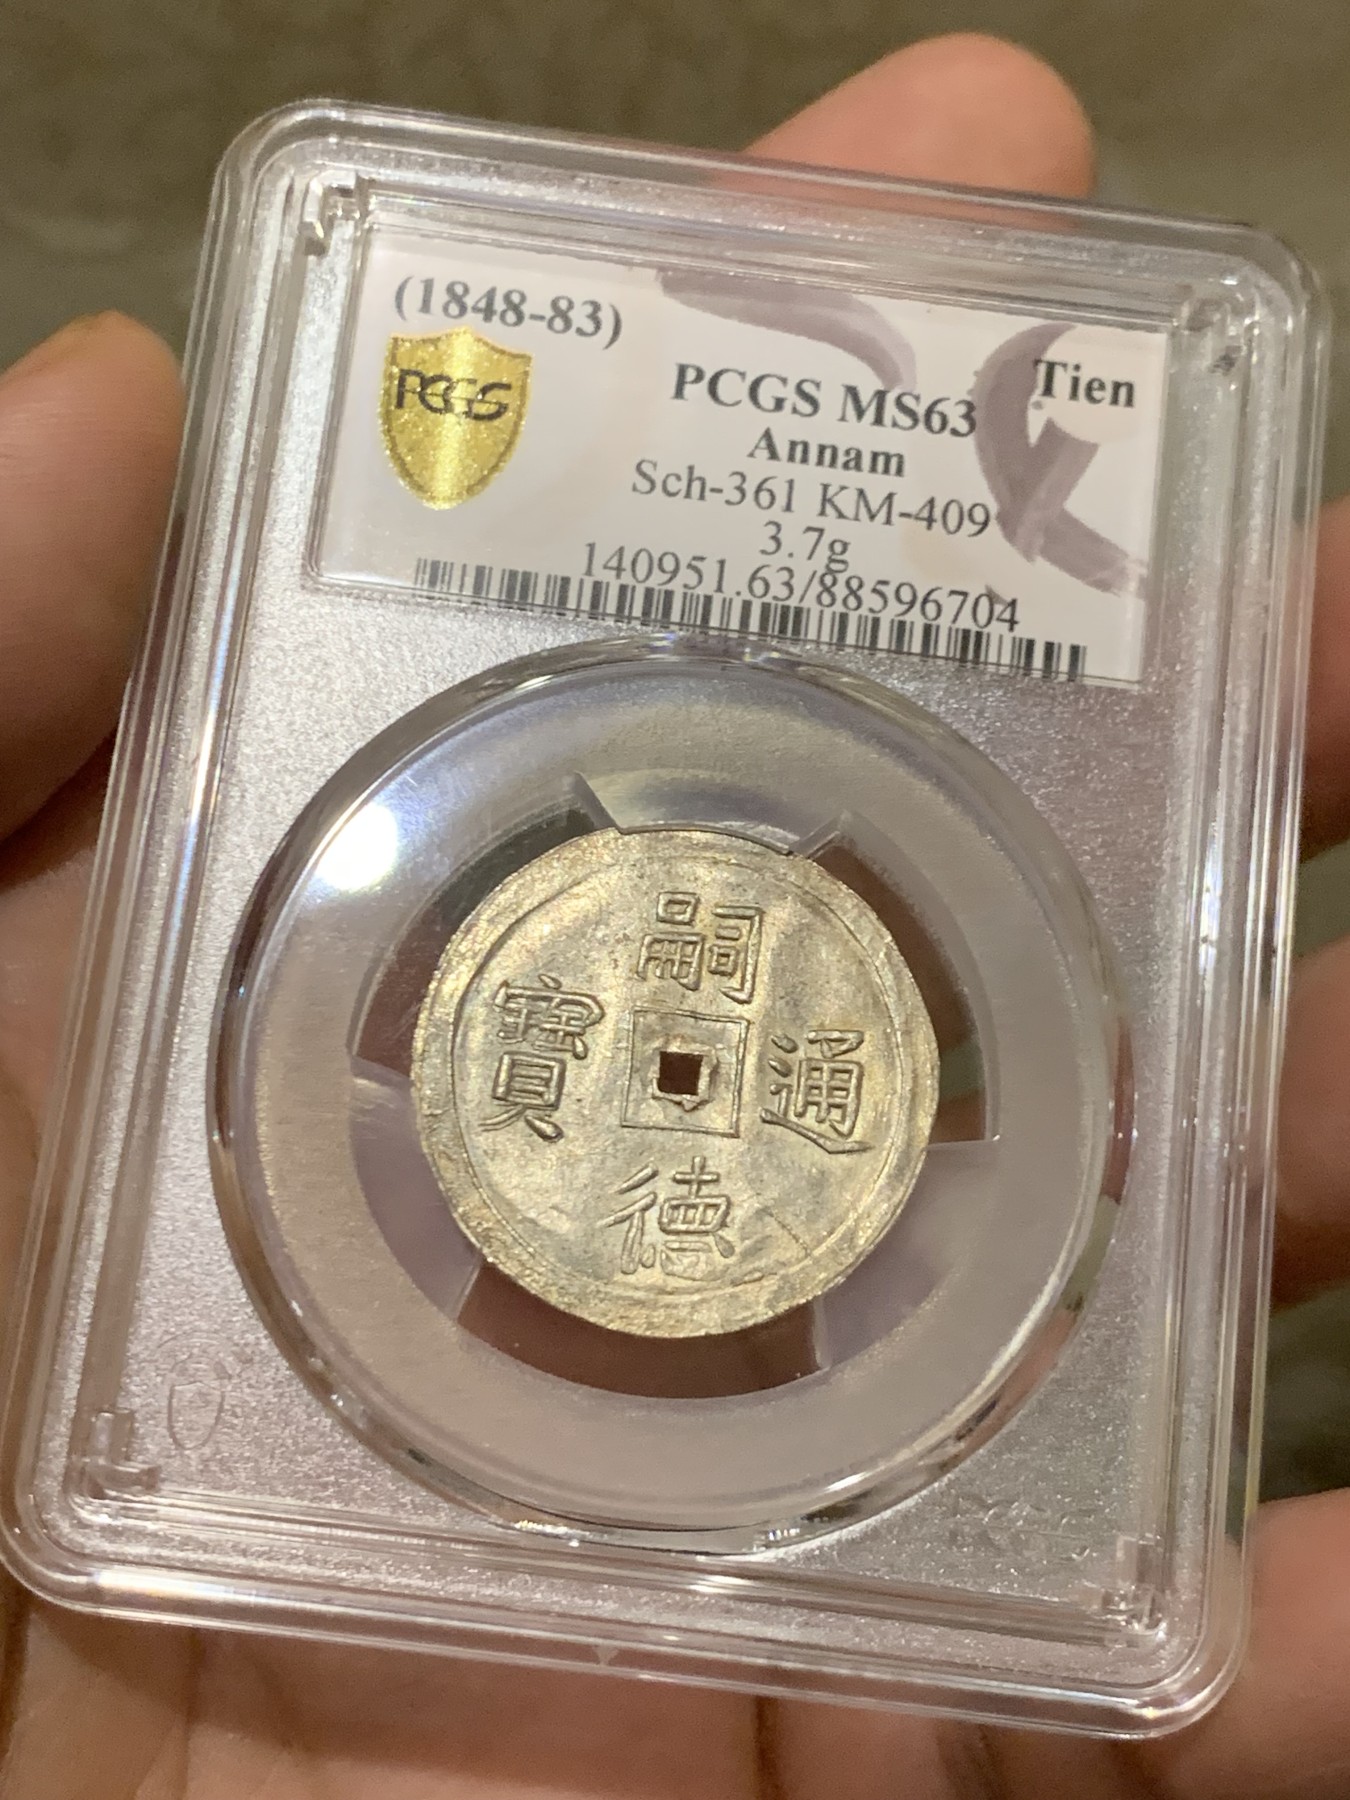 (1848-83)
Tien
PCGS
PCGS MS63
Annam
Sch-361 KM-409
3.7g
140951.63/88596704
嗣
寶 通
德